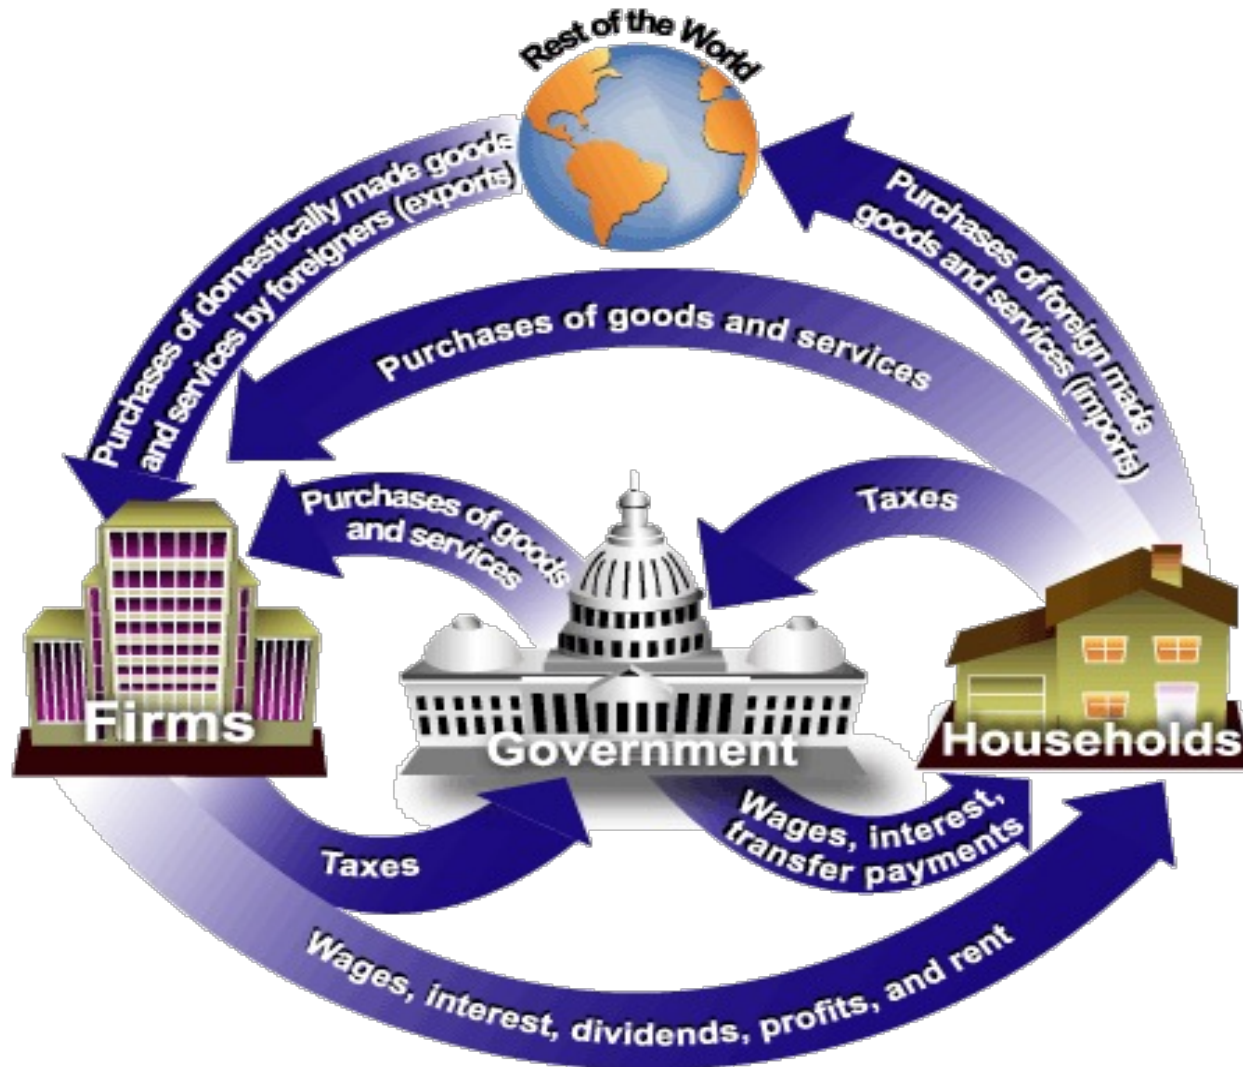 Rest of the World
Purchases of domestically made goods
and services by foreigners (exports)
Purchases of foreign made
goods and services (imports)
Purchases of goods and services
Purchases of goods
and services
Taxes
Firms
Government
Households
Taxes
Wages, interest,
transfer payments
Wages, interest, dividends, profits, and rent